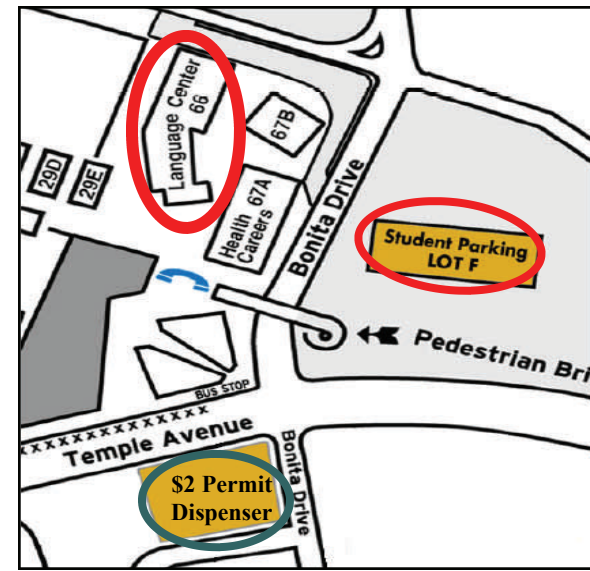 Language Center
66
67B
29D
29E
Health 67A
Careers
Bonita Drive
Student Parking
LOT F
Pedestrian Bri
BUS STOP
xxxxxxxxxxxxxx
Temple Avenue
Bonita Drive
$2 Permit
Dispenser